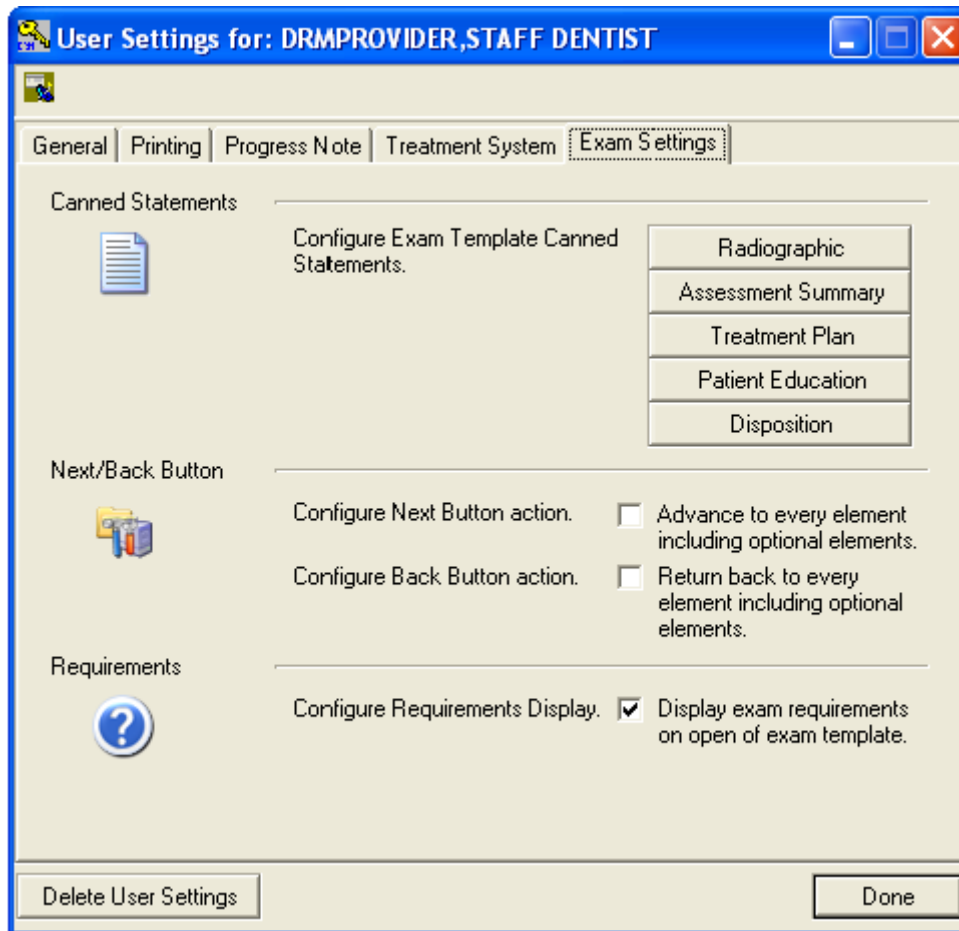 User Settings for: DRMPROVIDER,STAFF DENTIST
General
Printing
Progress Note
Treatment System
Exam Settings
Canned Statements
Configure Exam Template Canned
Statements.
Radiographic
Assessment Summary
Treatment Plan
Patient Education
Disposition
Next/Back Button
Configure Next Button action.
Advance to every element
including optional elements.
Configure Back Button action.
Return back to every
element including optional
elements.
Requirements
Configure Requirements Display.
Display exam requirements
on open of exam template.
Delete User Settings
Done